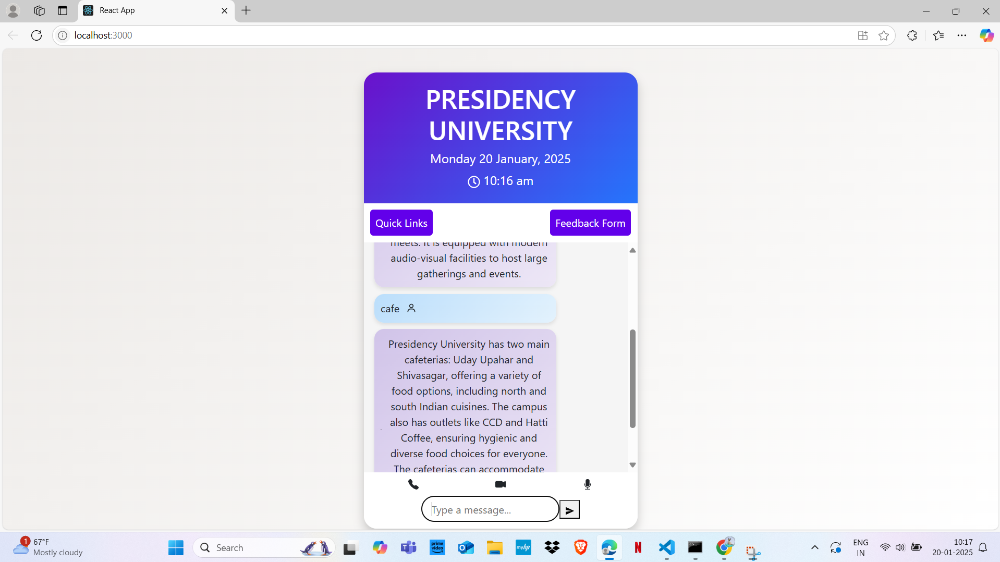 React App
localhost:3000
PRESIDENCY
UNIVERSITY
Monday 20 January, 2025
10:16 am
Quick Links
Feedback Form
meets. It is equipped with modern
audio-visual facilities to host large
gatherings and events.
cafe
Presidency University has two main
cafeterias: Uday Upahar and
Shivasagar, offering a variety of
food options, including north and
south Indian cuisines. The campus
also has outlets like CCD and Hatti
Coffee, ensuring hygienic and
diverse food choices for everyone.
The cafeterias can accommodate
Type a message...
1
67°F
Mostly cloudy
Search
prime
video
myhp
N
ENG
IN
10:17
20-01-2025